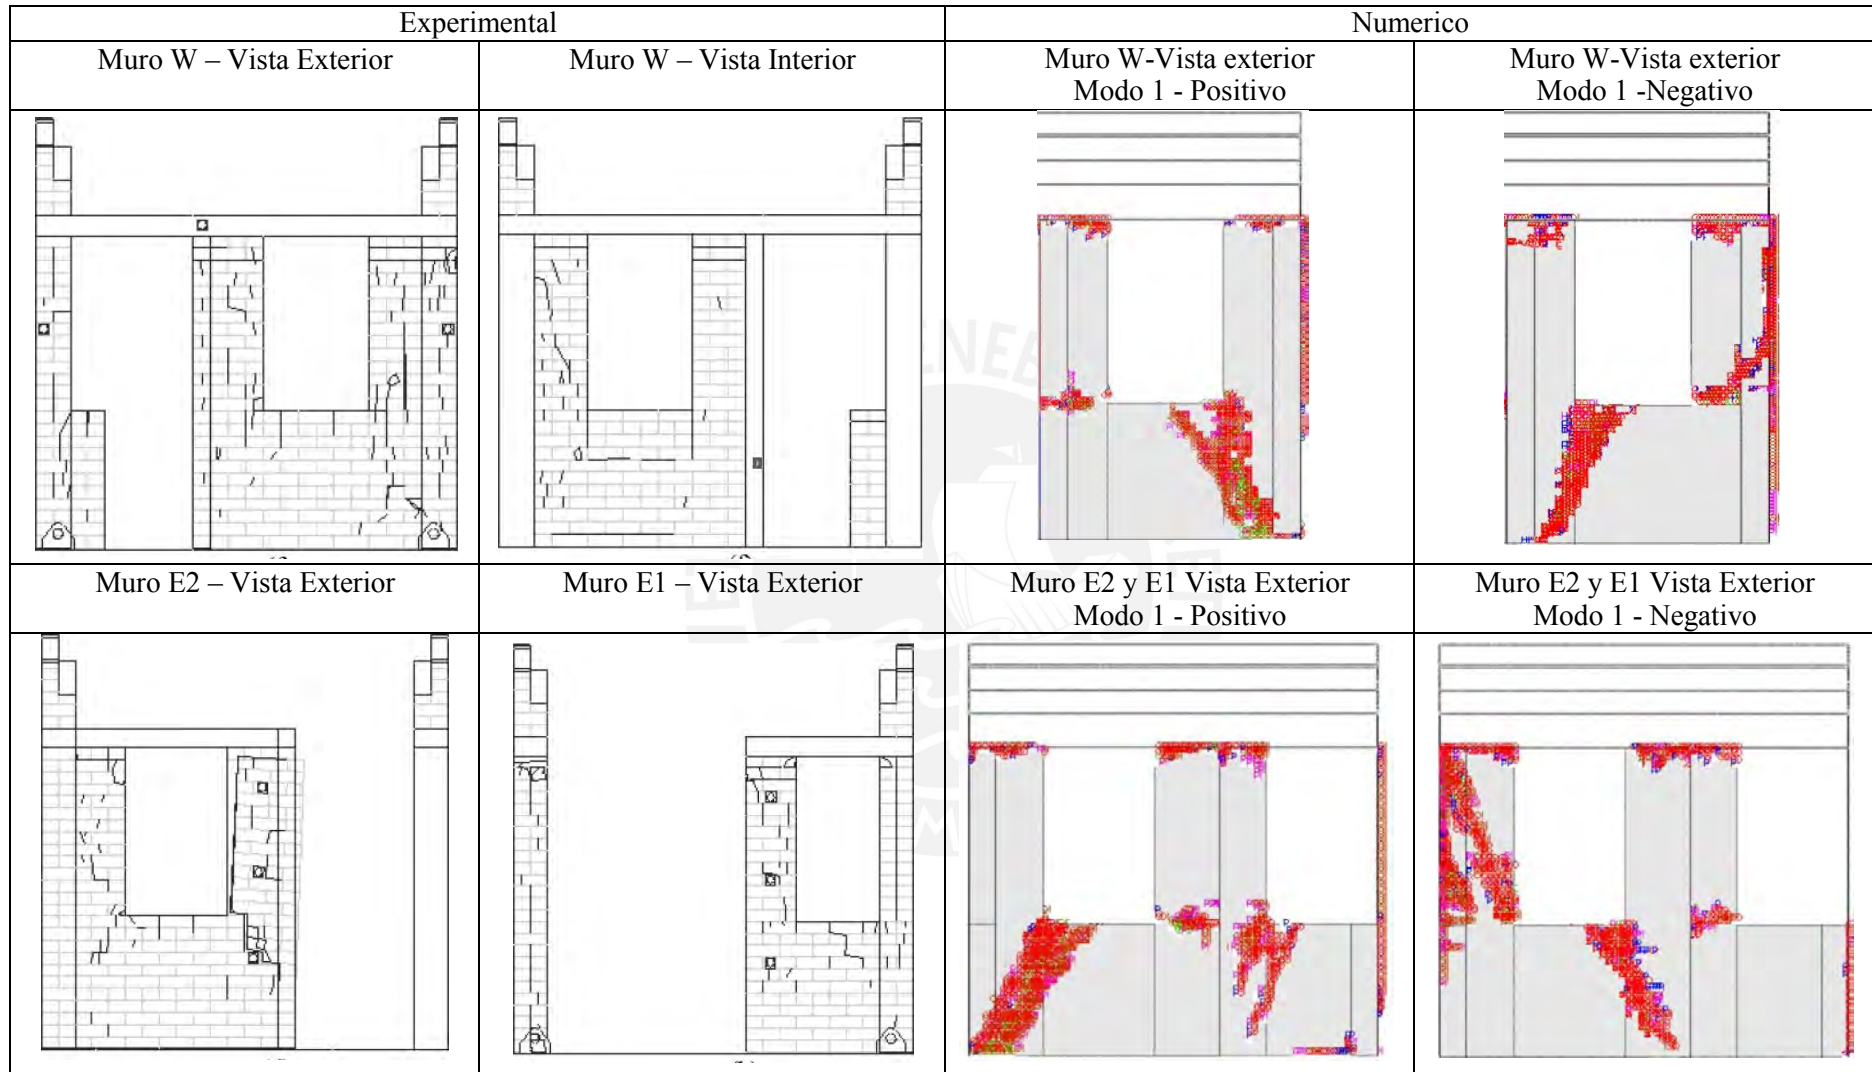 Experimental
Numerico
Muro W – Vista Exterior
Muro W – Vista Interior
Muro W-Vista exterior
Modo 1 - Positivo
Muro W-Vista exterior
Modo 1 -Negativo
Muro E2 – Vista Exterior
Muro E1 – Vista Exterior
Muro E2 y E1 Vista Exterior
Modo 1 - Positivo
Muro E2 y E1 Vista Exterior
Modo 1 - Negativo